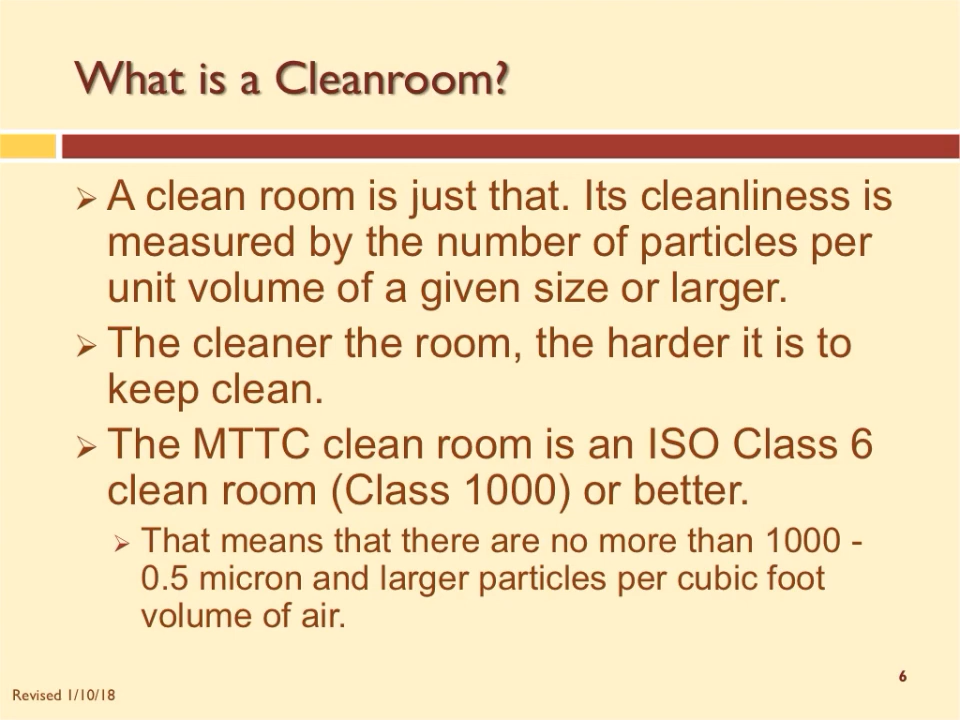 What is a Cleanroom?
➢ A clean room is just that. Its cleanliness is
measured by the number of particles per
unit volume of a given size or larger.
➢ The cleaner the room, the harder it is to
keep clean.
➢ The MTTC clean room is an ISO Class 6
clean room (Class 1000) or better.
➢ That means that there are no more than 1000 -
0.5 micron and larger particles per cubic foot
volume of air.
6
Revised 1/10/18